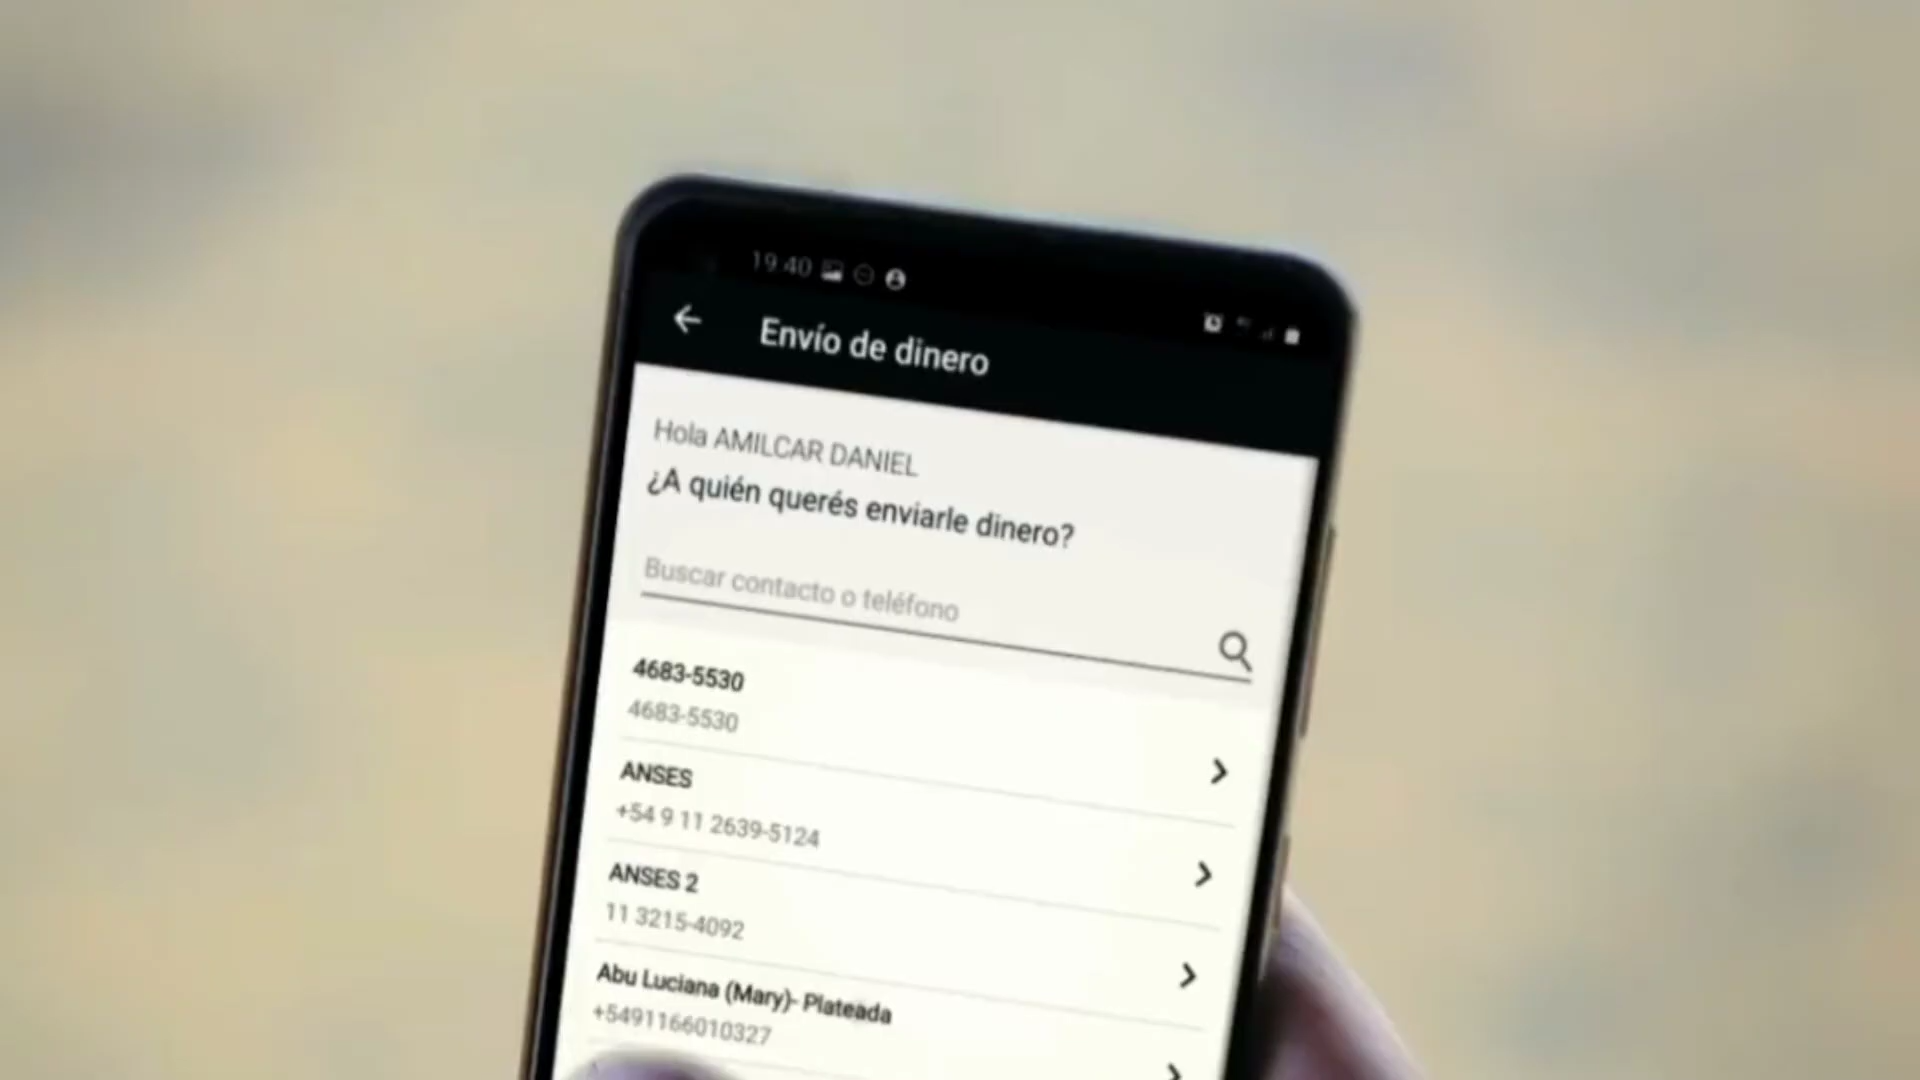 19:40
Envío de dinero
Hola AMILCAR DANIEL
¿A quién querés enviarle dinero?
Buscar contacto o teléfono
4683-5530
4683-5530
ANSES
+54 9 11 2639-5124
ANSES 2
11 3215-4092
Abu Luciana (Mary)- Plateada
+5491166010327